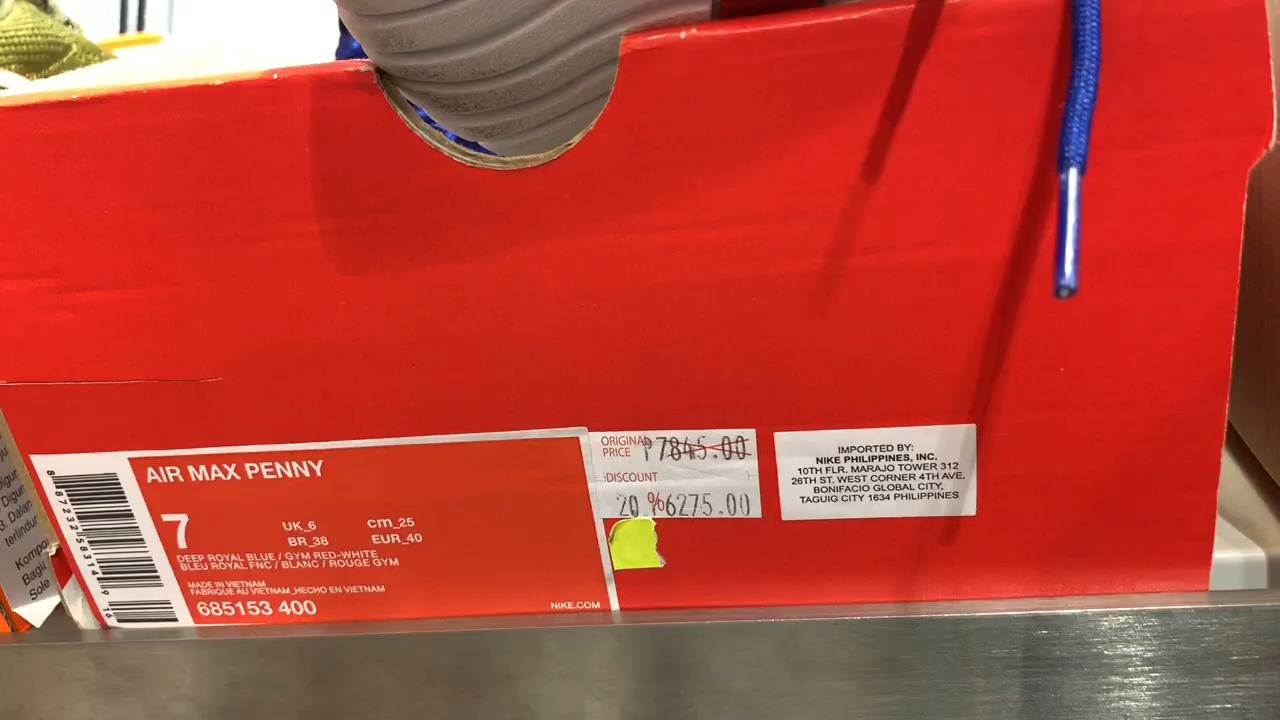 AIR MAX PENNY
7
UK_6
cm_25
BR_38
EUR_40
DEEP ROYAL BLUE / GYM RED-WHITE
BLEU ROYAL FNC / BLANC / ROUGE GYM
MADE IN VIETNAM
FABRIQUE AU VIETNAM_HECHO EN VIETNAM
685153 400
NIKE.COM
ORIGINAL
PRICE
₱7845.00
DISCOUNT
20 %6275.00
IMPORTED BY:
NIKE PHILIPPINES, INC.
10TH FLR. MARAJO TOWER 312
26TH ST. WEST CORNER 4TH AVE.
BONIFACIO GLOBAL CITY,
TAGUIG CITY 1634 PHILIPPINES
3. Dalam
Sole